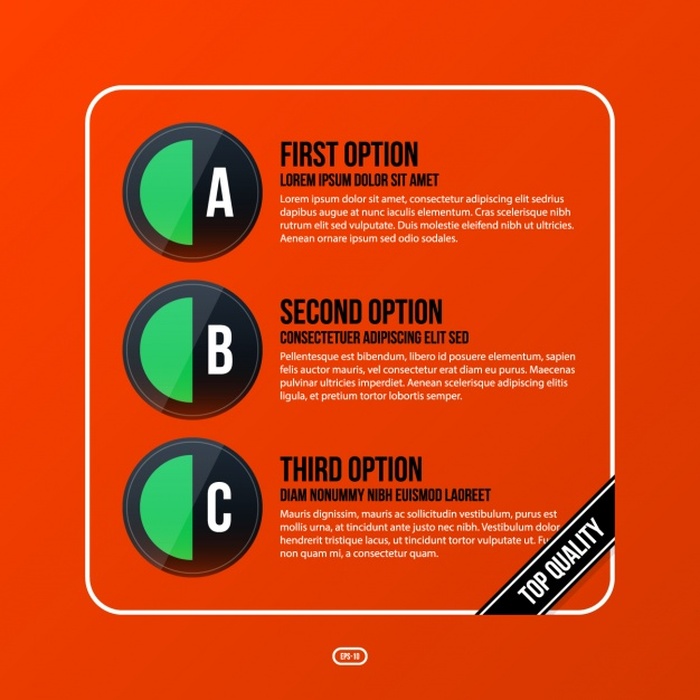 A
FIRST OPTION
LOREM IPSUM DOLOR SIT AMET
Lorem ipsum dolor sit amet, consectetur adipiscing elit sedrius
dapibus augue at nunc iaculis elementum. Cras scelerisque nibh
rutrum elit sed vulputate. Duis molestie eleifend nibh ut ultricies.
Aenean ornare ipsum sed odio sodales.
B
SECOND OPTION
CONSECTETUER ADIPISCING ELIT SED
Pellentesque est bibendum, libero id posuere elementum, sapien
felis auctor mauris, vel consectetur erat diam eu purus. Maecenas
pulvinar ultricies imperdiet. Aenean scelerisque adipiscing elitis
ligula, et pretium tortor lobortis semper.
C
THIRD OPTION
DIAM NONUMMY NIBH EUISMOD LAOREET
Mauris dignissim, mauris ac sollicitudin vestibulum, purus est
mollis urna, at tincidunt ante justo nec nibh. Vestibulum dolor
hendrerit tristique lacus, ut tincidunt tortor vulputate ut.
non quam mi, a consectetur quam.
TOP QUALITY
EPS-10